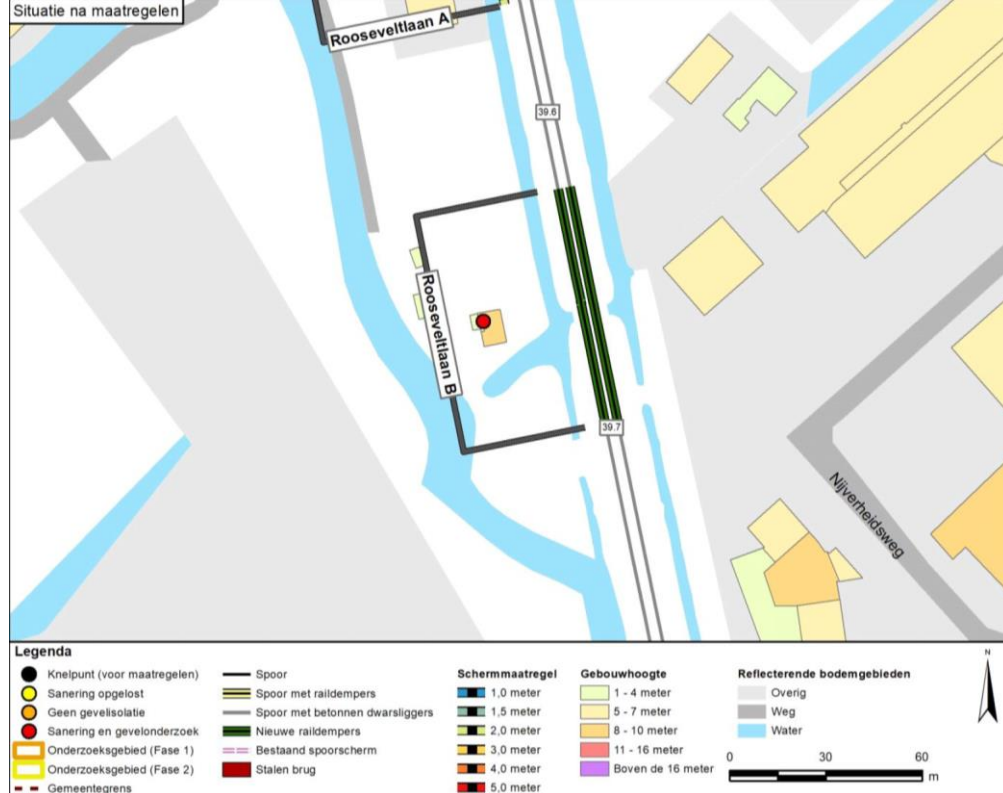 Situatie na maatregelen
Rooseveltlaan A
39.6
Rooseveltlaan B
39.7
Nijverheidsweg
Legenda
Knelpunt (voor maatregelen)
Sanering opgelost
Geen gevelisolatie
Sanering en gevelonderzoek
Onderzoeksgebied (Fase 1)
Onderzoeksgebied (Fase 2)
Gemeentegrens
Spoor
Spoor met raildempers
Spoor met betonnen dwarsliggers
Nieuwe raildempers
Bestaand spoorscherm
Stalen brug
Schermmaatregel
1,0 meter
1,5 meter
2,0 meter
3,0 meter
4,0 meter
5,0 meter
Gebouwhoogte
1 - 4 meter
5 - 7 meter
8 - 10 meter
11 - 16 meter
Boven de 16 meter
Reflecterende bodemgebieden
Overig
Weg
Water
N
0 30 60
m